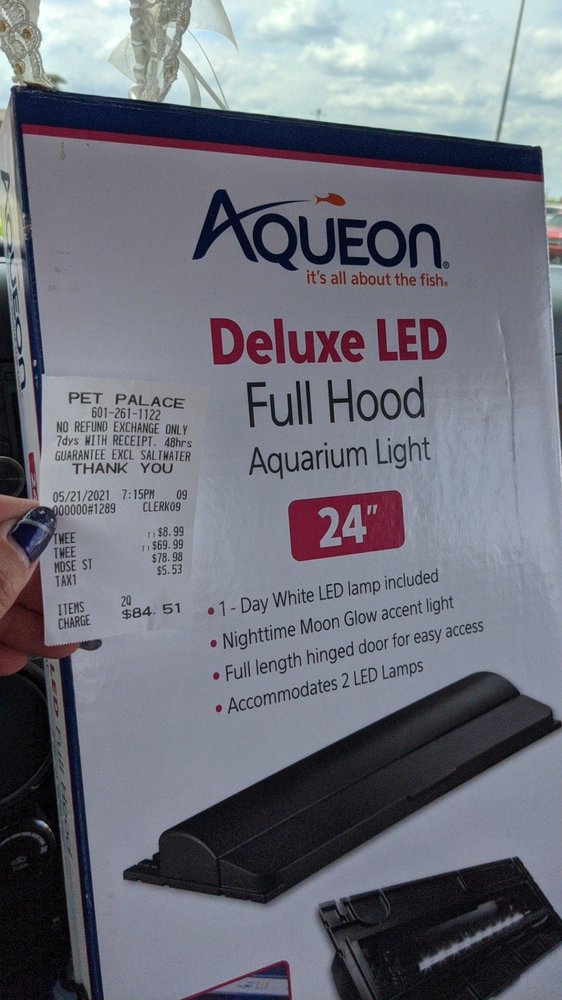 AQUEON®
it's all about the fish®
Deluxe LED
Full Hood
Aquarium Light
24"
• 1 - Day White LED lamp included
• Nighttime Moon Glow accent light
• Full length hinged door for easy access
• Accommodates 2 LED Lamps
PET PALACE
601-261-1122
NO REFUND EXCHANGE ONLY
7dys WITH RECEIPT. 48hrs
GUARANTEE EXCL SALTWATER
THANK YOU
05/21/2021 7:15PM 09
000000#1289 CLERK09
TWEE $8.99
TWEE $69.99
MDSE ST $78.98
TAX1 $5.53
ITEMS 2Q
CHARGE $84.51
AQUEON
LED Full